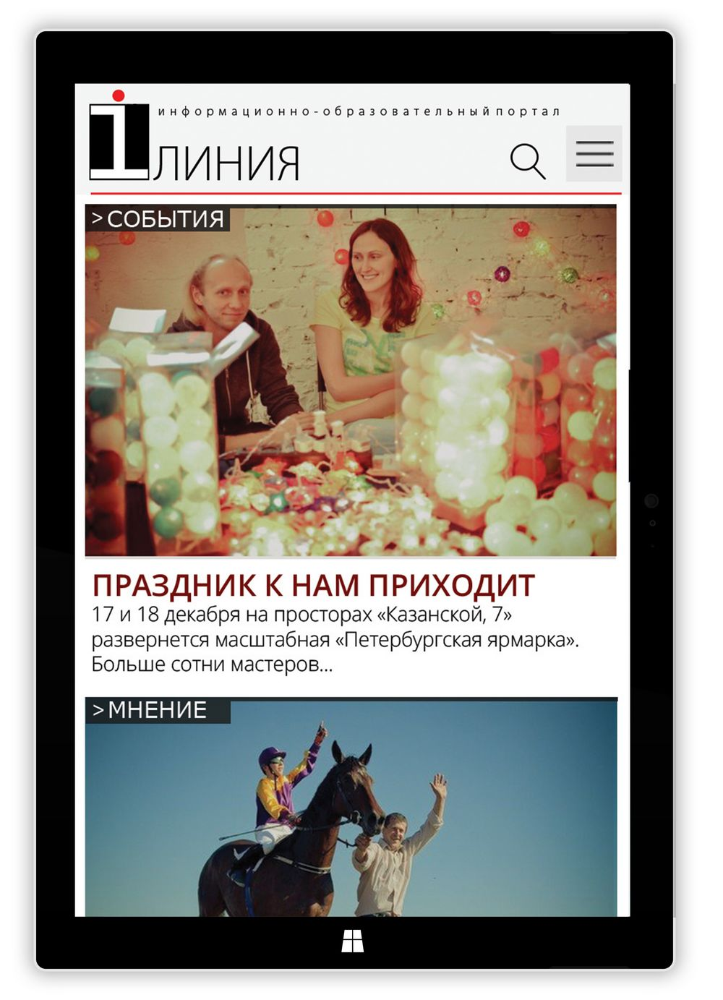 информационно-образовательный портал
i ЛИНИЯ
>СОБЫТИЯ
ПРАЗДНИК К НАМ ПРИХОДИТ
17 и 18 декабря на просторах «Казанской, 7»
развернется масштабная «Петербургская ярмарка».
Больше сотни мастеров...
>МНЕНИЕ